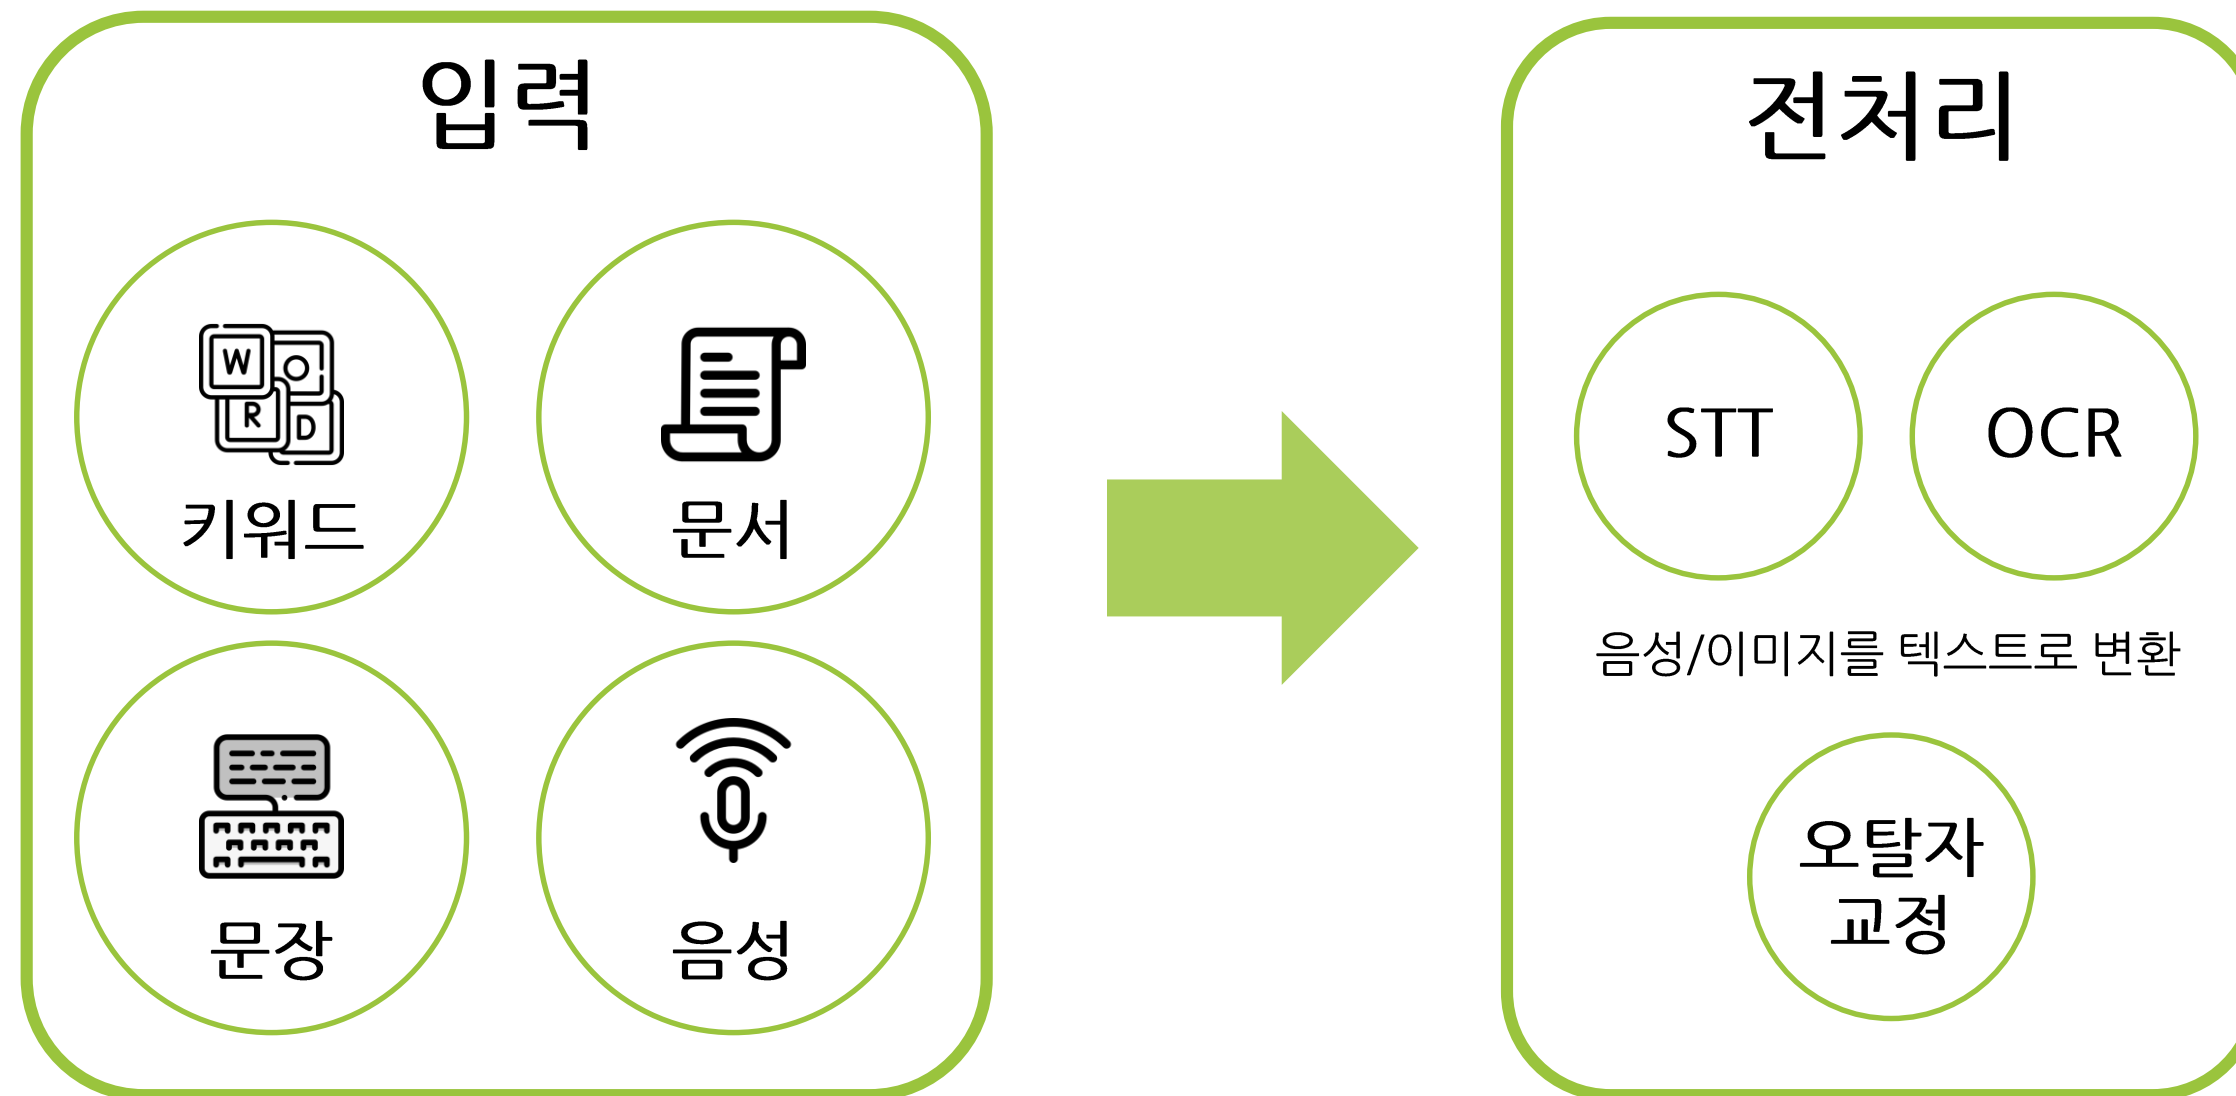 입력
W
O
R
D
키워드
문서
문장
음성
전처리
STT
OCR
음성/이미지를 텍스트로 변환
오탈자
교정